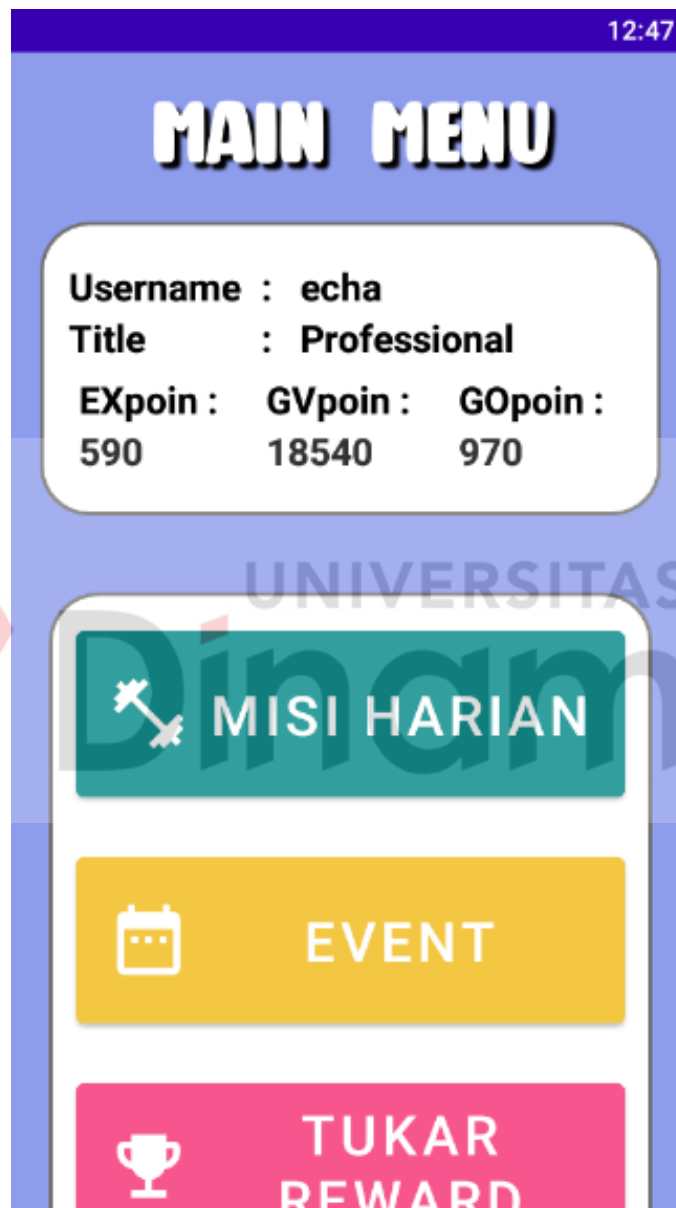 12:47
MAIN MENU
Username : echa
Title : Professional
EXpoin : GVpoin : GOpoin :
590 18540 970
UNIVERSITAS
Dinam
MISI HARIAN
EVENT
TUKAR
REWARD